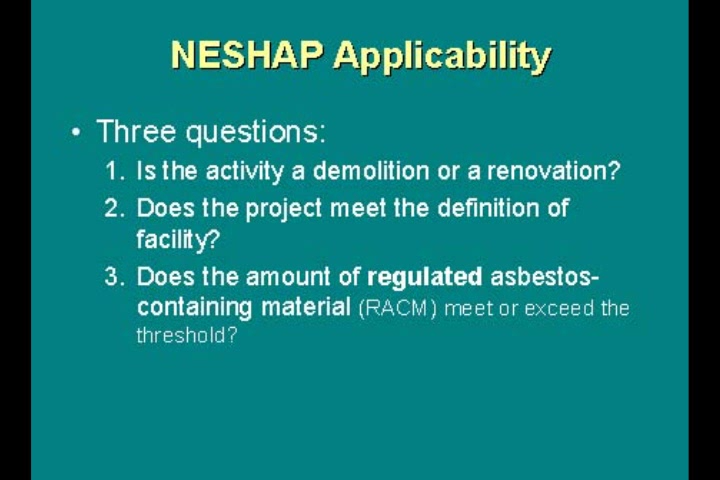 NESHAP Applicability
• Three questions:
1. Is the activity a demolition or a renovation?
2. Does the project meet the definition of
facility?
3. Does the amount of regulated asbestos-
containing material (RACM) meet or exceed the
threshold?